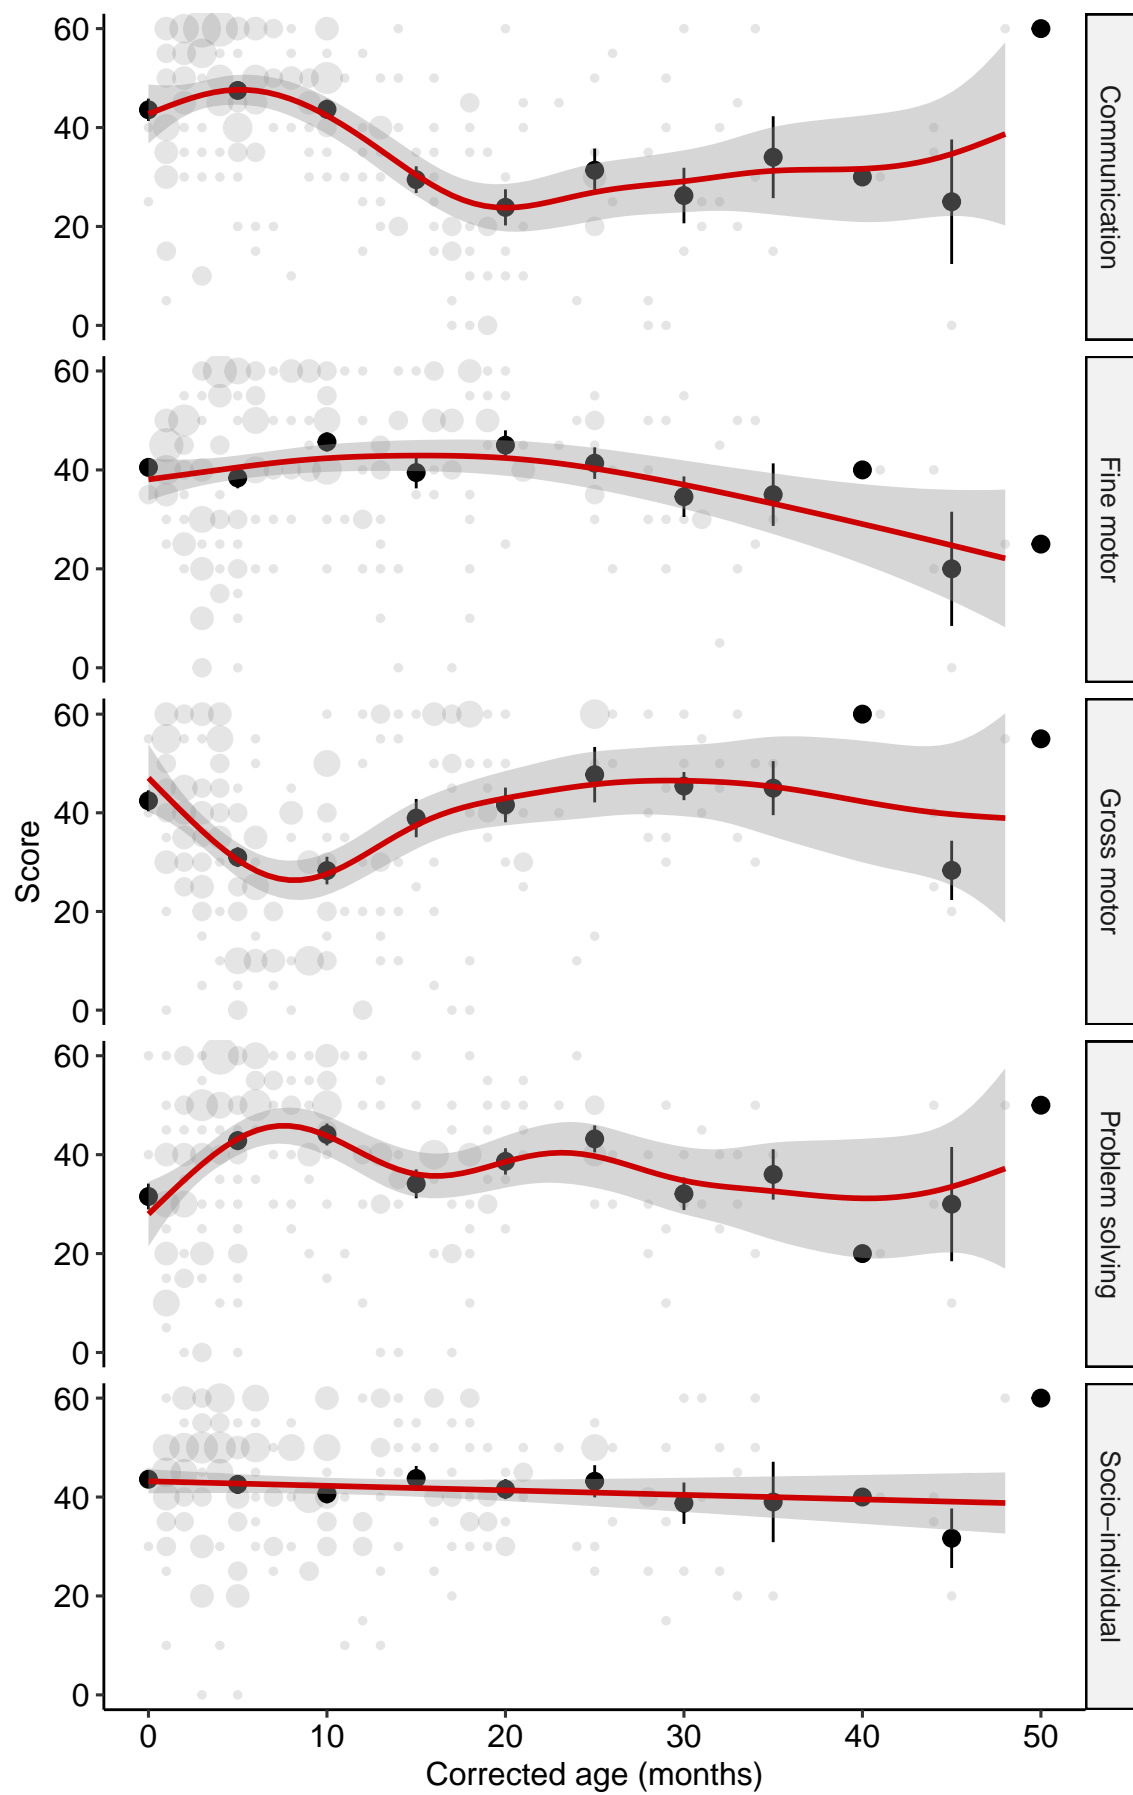 60
40
20
0
Communication
60
40
20
0
Fine motor
60
40
20
0
Gross motor
Score
60
40
20
0
Problem solving
60
40
20
0
Socio−individual
0 10 20 30 40 50
Corrected age (months)